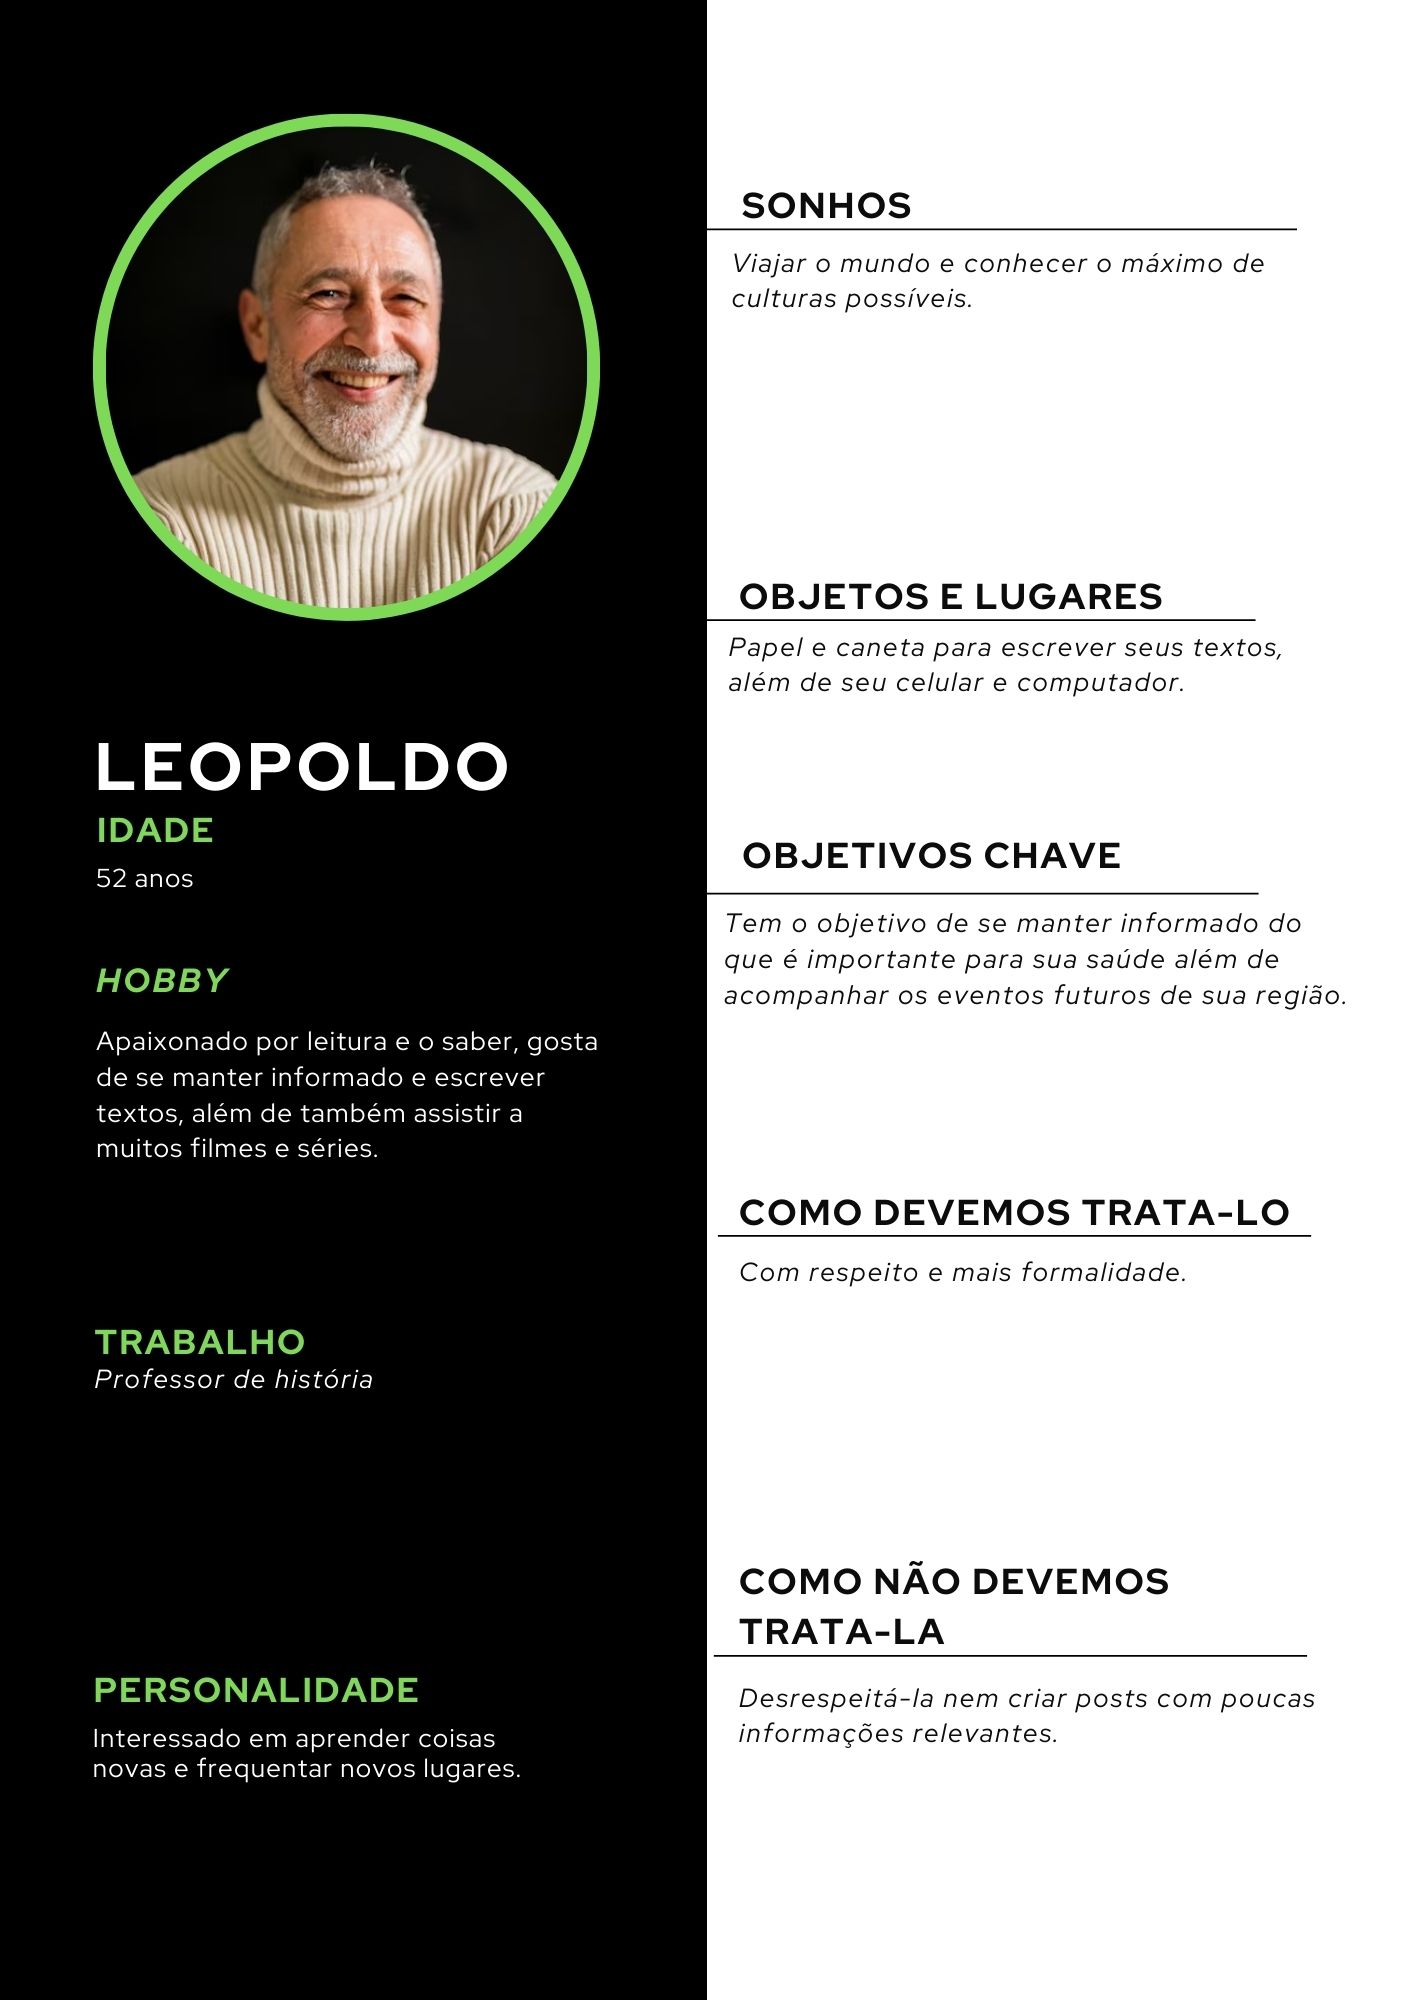 LEOPOLDO
IDADE
52 anos
HOBBY
Apaixonado por leitura e o saber, gosta
de se manter informado e escrever
textos, além de também assistir a
muitos filmes e séries.
TRABALHO
Professor de história
PERSONALIDADE
Interessado em aprender coisas
novas e frequentar novos lugares.
SONHOS
Viajar o mundo e conhecer o máximo de
culturas possíveis.
OBJETOS E LUGARES
Papel e caneta para escrever seus textos,
além de seu celular e computador.
OBJETIVOS CHAVE
Tem o objetivo de se manter informado do
que é importante para sua saúde além de
acompanhar os eventos futuros de sua região.
COMO DEVEMOS TRATA-LO
Com respeito e mais formalidade.
COMO NÃO DEVEMOS
TRATA-LA
Desrespeitá-la nem criar posts com poucas
informações relevantes.